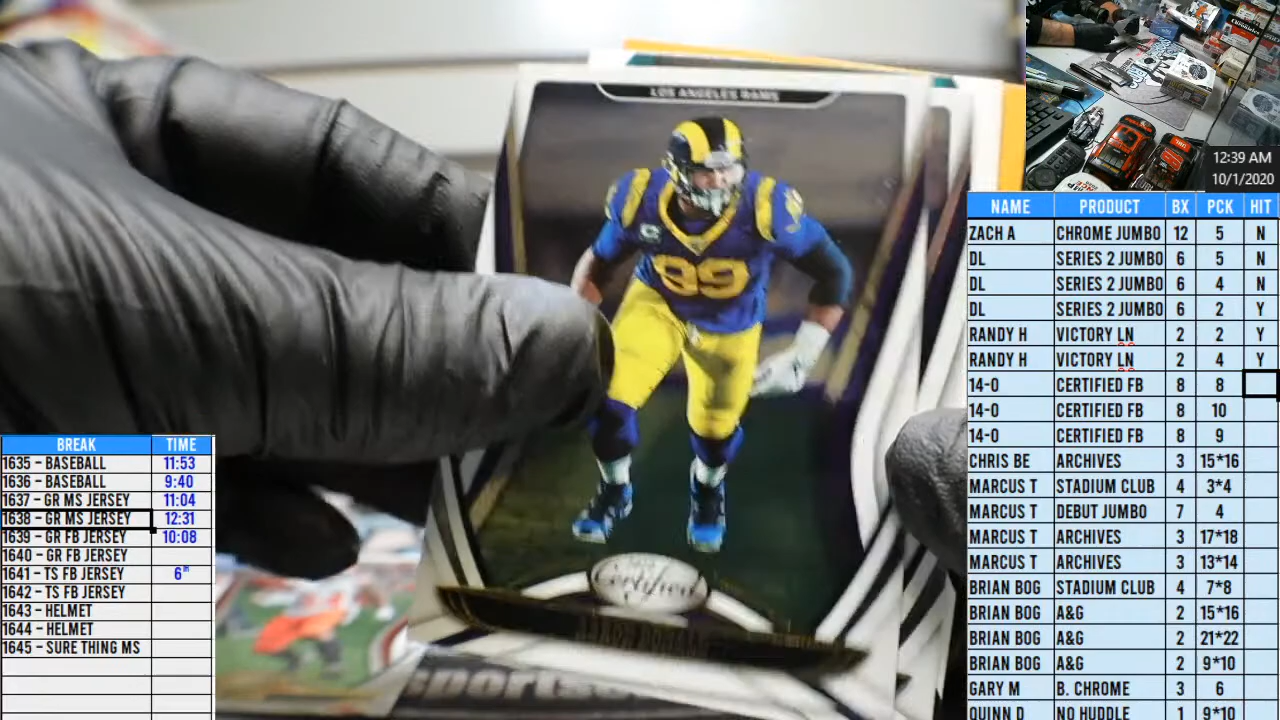 LOS ANGELES RAMS
99
Certified
12:39 AM
10/1/2020
NAME PRODUCT BX PCK HIT
ZACH A CHROME JUMBO 12 5 N
DL SERIES 2 JUMBO 6 5 N
DL SERIES 2 JUMBO 6 4 N
DL SERIES 2 JUMBO 6 2 Y
RANDY H VICTORY LN 2 2 Y
RANDY H VICTORY LN 2 4 Y
14-0 CERTIFIED FB 8 8
14-0 CERTIFIED FB 8 10
14-0 CERTIFIED FB 8 9
CHRIS BE ARCHIVES 3 15*16
MARCUS T STADIUM CLUB 4 3*4
MARCUS T DEBUT JUMBO 7 4
MARCUS T ARCHIVES 3 17*18
MARCUS T ARCHIVES 3 13*14
BRIAN BOG STADIUM CLUB 4 7*8
BRIAN BOG A&G 2 15*16
BRIAN BOG A&G 2 21*22
BRIAN BOG A&G 2 9*10
GARY M B. CHROME 3 6
QUINN D NO HUDDLE 1 9*10
BREAK TIME
1635 - BASEBALL 11:53
1636 - BASEBALL 9:40
1637 - GR MS JERSEY 11:04
1638 - GR MS JERSEY 12:31
1639 - GR FB JERSEY 10:08
1640 - GR FB JERSEY
1641 - TS FB JERSEY 6th
1642 - TS FB JERSEY
1643 - HELMET
1644 - HELMET
1645 - SURE THING MS